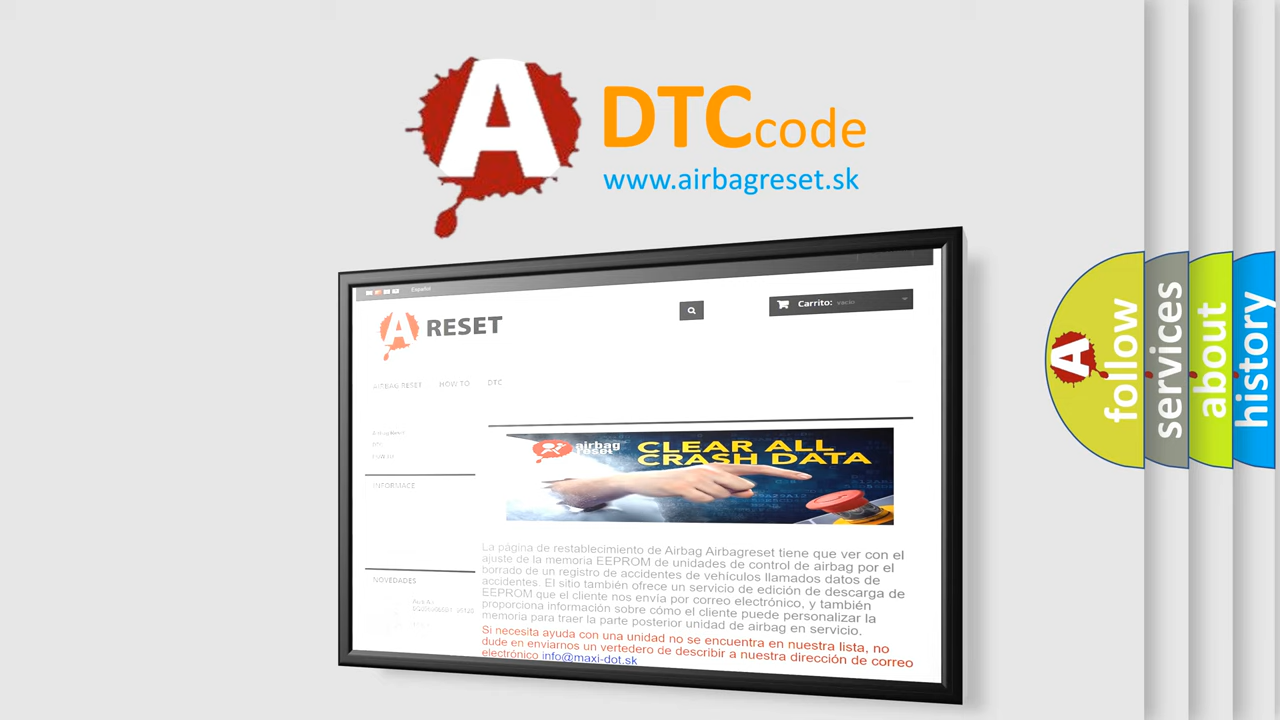 A DTCcode
www.airbagreset.sk
Español
A RESET
Carrito: vacío
AIRBAG RESET HOW TO DTC
INFORMACE
NOVEDADES
airbag
reset
CLEAR ALL
CRASH DATA
La página de restablecimiento de Airbag Airbagreset tiene que ver con el
ajuste de la memoria EEPROM de unidades de control de airbag por el
borrado de un registro de accidentes de vehículos llamados datos de
accidentes. El sitio también ofrece un servicio de edición de descarga de
EEPROM que el cliente nos envía por correo electrónico, y también
proporciona información sobre cómo el cliente puede personalizar la
memoria para traer la parte posterior unidad de airbag en servicio.
Si necesita ayuda con una unidad no se encuentra en nuestra lista, no
dude en enviarnos un vertedero de describir a nuestra dirección de correo
electrónico info@maxi-dot.sk
A follow
services
about
history